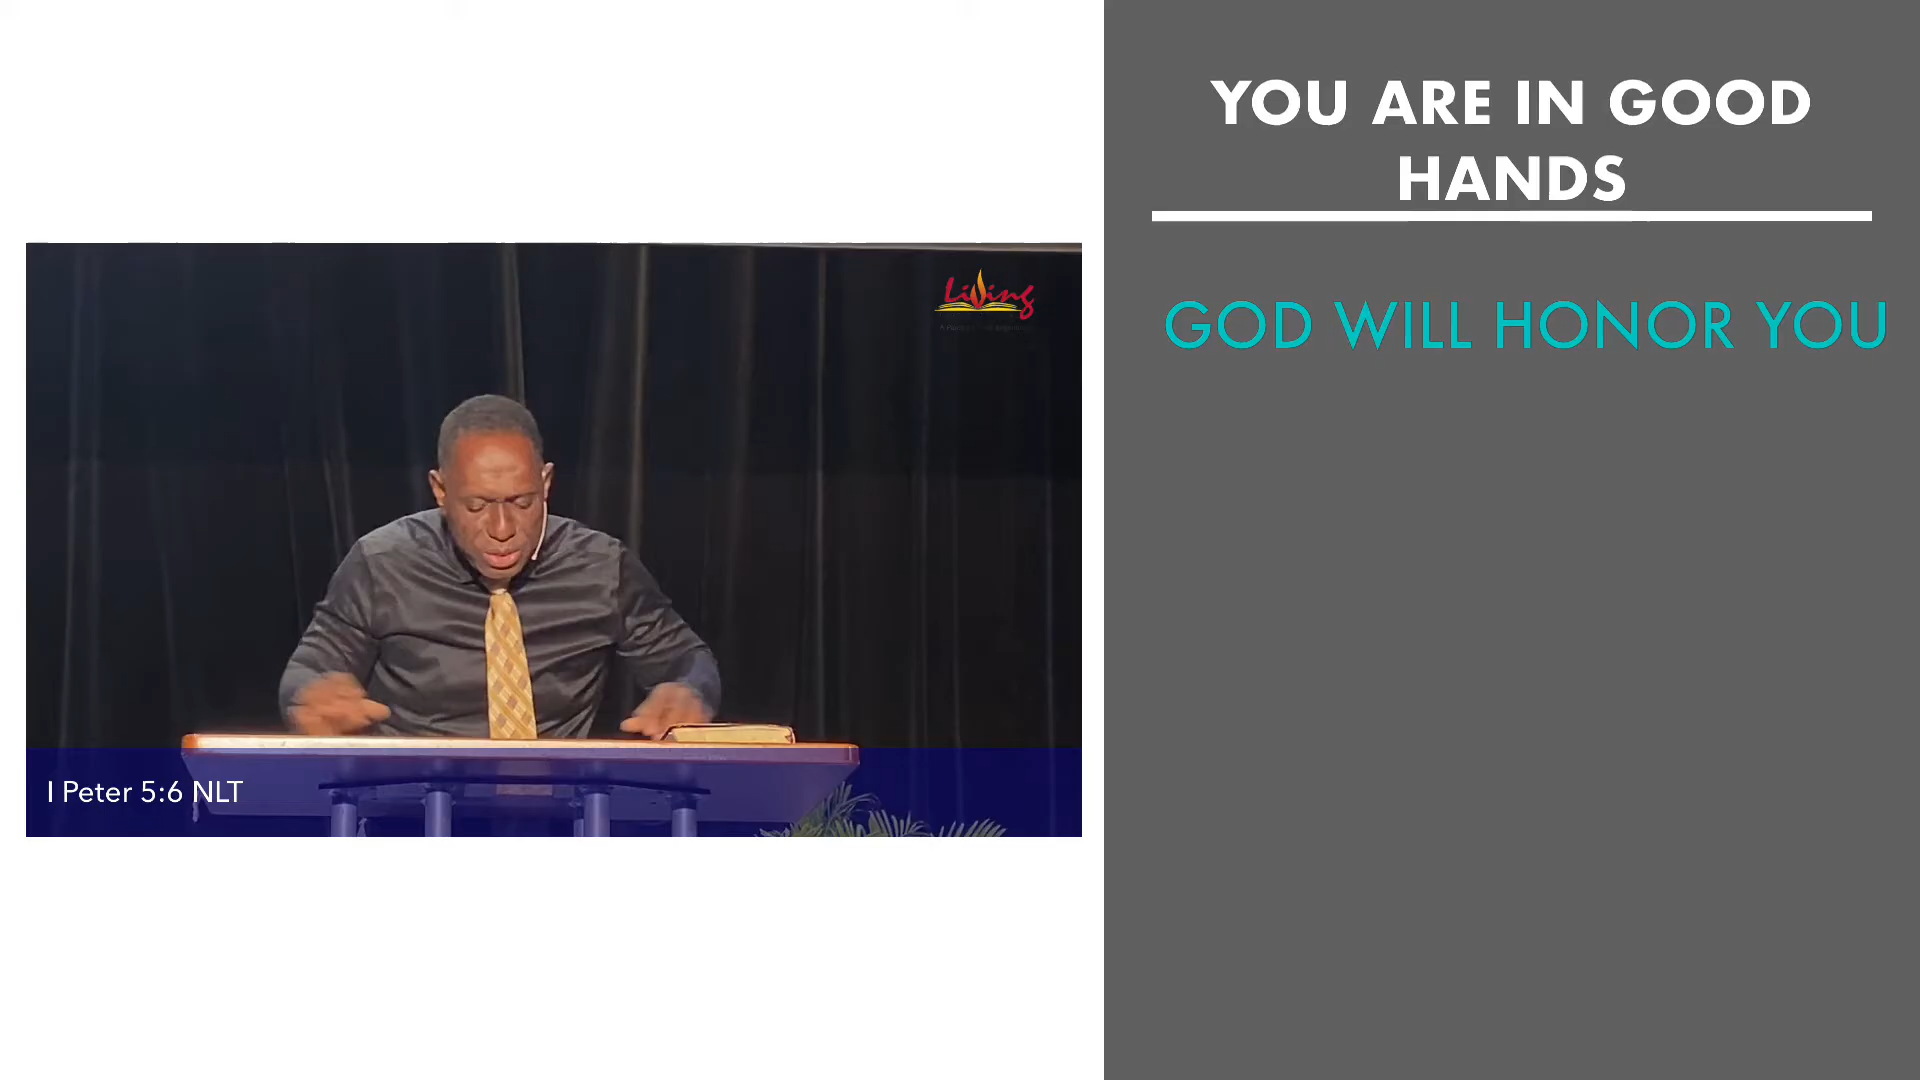 YOU ARE IN GOOD
HANDS
GOD WILL HONOR YOU
Living
I Peter 5:6 NLT